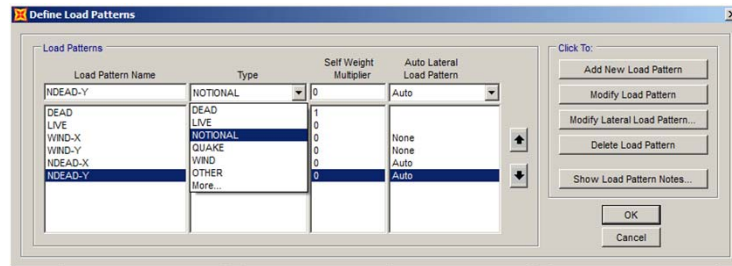 Define Load Patterns
Load Patterns
Click To:
Load Pattern Name Type Self Weight Multiplier Auto Lateral Load Pattern
NDEAD-Y NOTIONAL 0 Auto
DEAD DEAD 1
LIVE LIVE 0
WIND-X NOTIONAL 0 None
WIND-Y QUAKE 0 None
NDEAD-X WIND 0 Auto
NDEAD-Y OTHER 0 Auto
More...
Add New Load Pattern
Modify Load Pattern
Modify Lateral Load Pattern...
Delete Load Pattern
Show Load Pattern Notes...
OK
Cancel